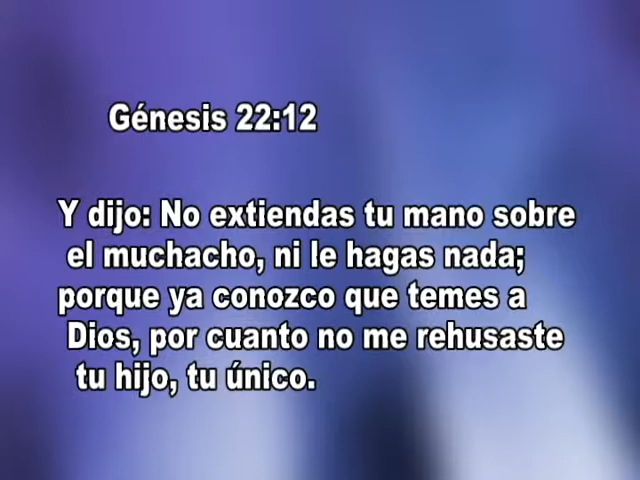 Génesis 22:12
Y dijo: No extiendas tu mano sobre
el muchacho, ni le hagas nada;
porque ya conozco que temes a
Dios, por cuanto no me rehusaste
tu hijo, tu único.